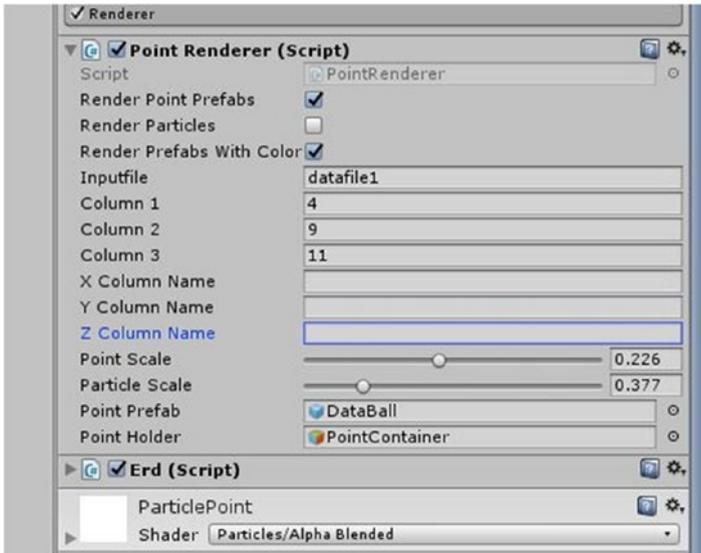 Renderer
Point Renderer (Script)
Script PointRenderer
Render Point Prefabs
Render Particles
Render Prefabs With Color
Inputfile datafile1
Column 1 4
Column 2 9
Column 3 11
X Column Name
Y Column Name
Z Column Name
Point Scale 0.226
Particle Scale 0.377
Point Prefab DataBall
Point Holder PointContainer
Erd (Script)
ParticlePoint
Shader Particles/Alpha Blended